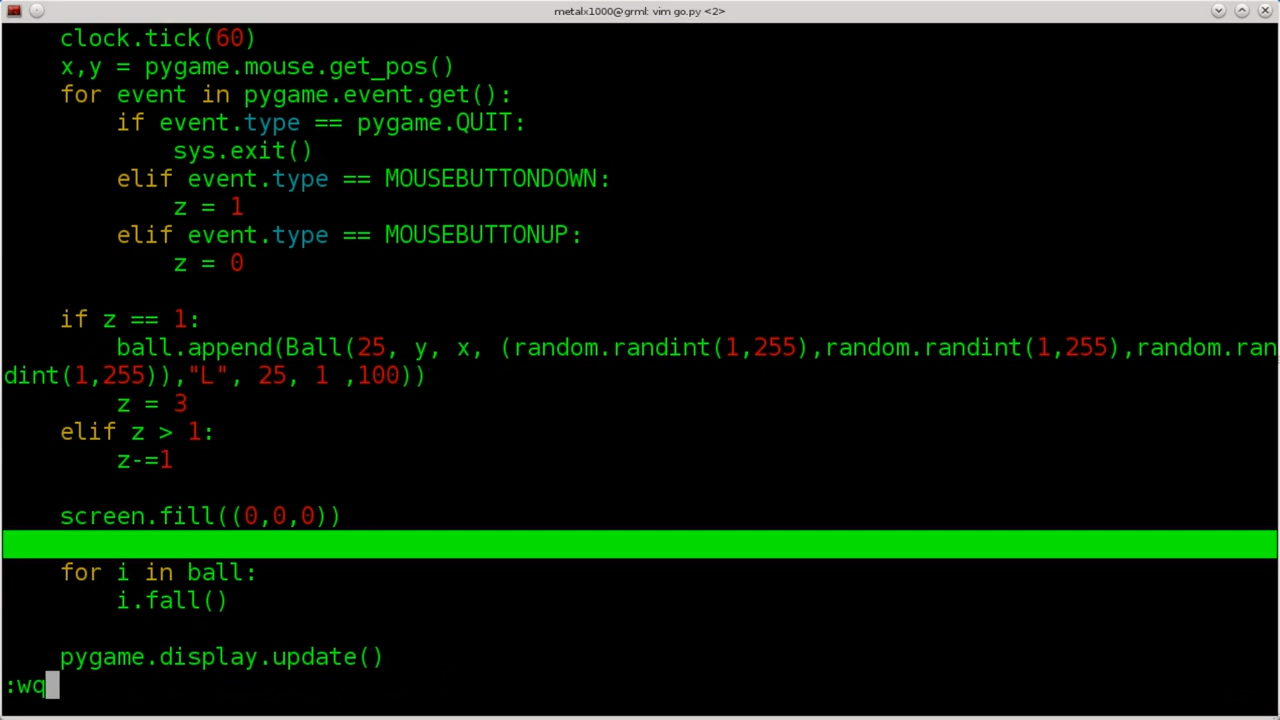 metalx1000@grml: vim go.py <2>
clock.tick(60)
x,y = pygame.mouse.get_pos()
for event in pygame.event.get():
if event.type == pygame.QUIT:
sys.exit()
elif event.type == MOUSEBUTTONDOWN:
z = 1
elif event.type == MOUSEBUTTONUP:
z = 0
if z == 1:
ball.append(Ball(25, y, x, (random.randint(1,255),random.randint(1,255),random.ran
dint(1,255)),"L", 25, 1 ,100))
z = 3
elif z > 1:
z-=1
screen.fill((0,0,0))
for i in ball:
i.fall()
pygame.display.update()
:wq